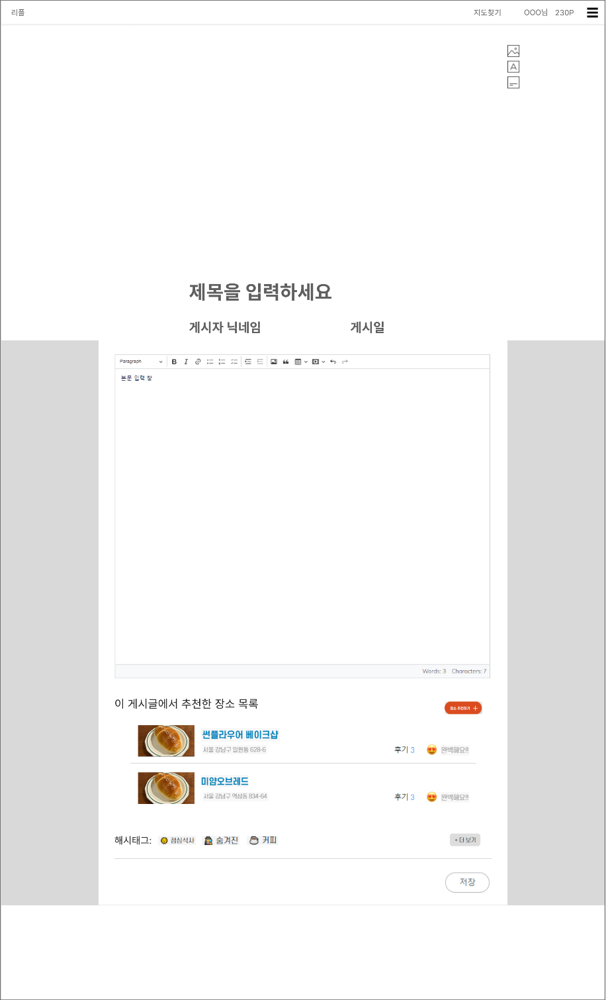 리플 지도찾기 OOO님 230P
A
제목을 입력하세요
게시자 닉네임 게시일
Paragraph B I
본문 입력 창
Words: 3 Characters: 7
이 게시글에서 추천한 장소 목록 장소 추천하기 +
썬플라우어 베이크샵
서울 강남구 일원동 628-6 후기 3 완벽해요!!
미얌오브레드
서울 강남구 역삼동 834-64 후기 3 완벽해요!!
해시태그: 점심식사 숨겨진 커피 + 더 보기
저장